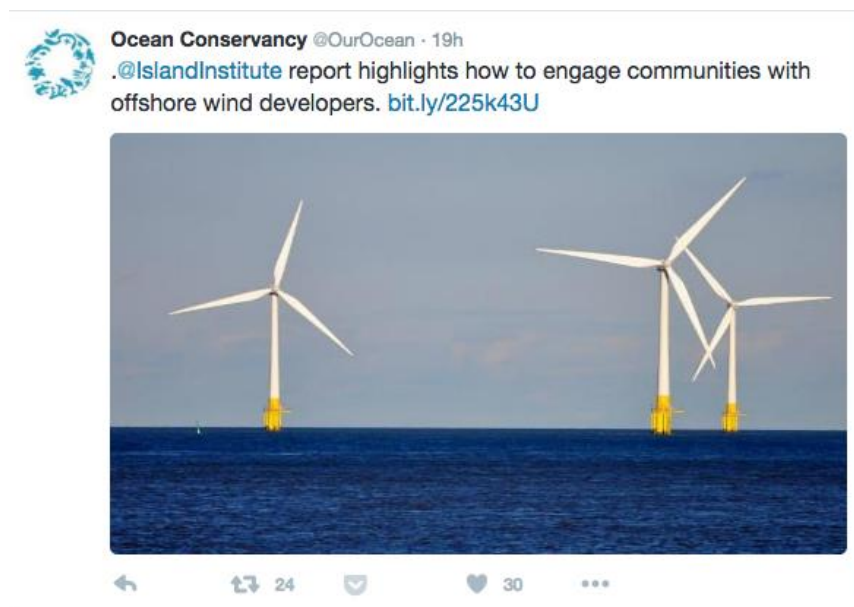 Ocean Conservancy @OurOcean · 19h
.@IslandInstitute report highlights how to engage communities with
offshore wind developers. bit.ly/225k43U
24 30